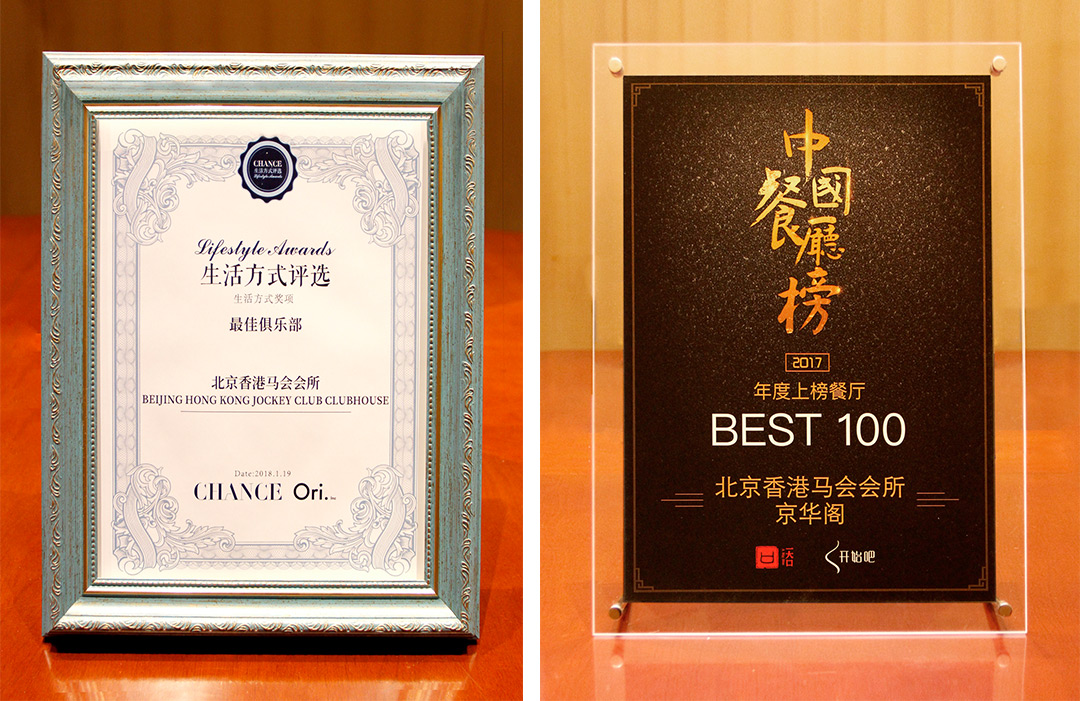 CHANCE
生活方式评选
lifestyle Awards
Lifestyle Awards
生活方式评选
生活方式奖项
最佳俱乐部
北京香港马会会所
BEIJING HONG KONG JOCKEY CLUB CLUBHOUSE
Date:2018.1.19
CHANCE Ori.
中國餐廳榜
2017
年度上榜餐厅
BEST 100
北京香港马会会所
京华阁
开始吧